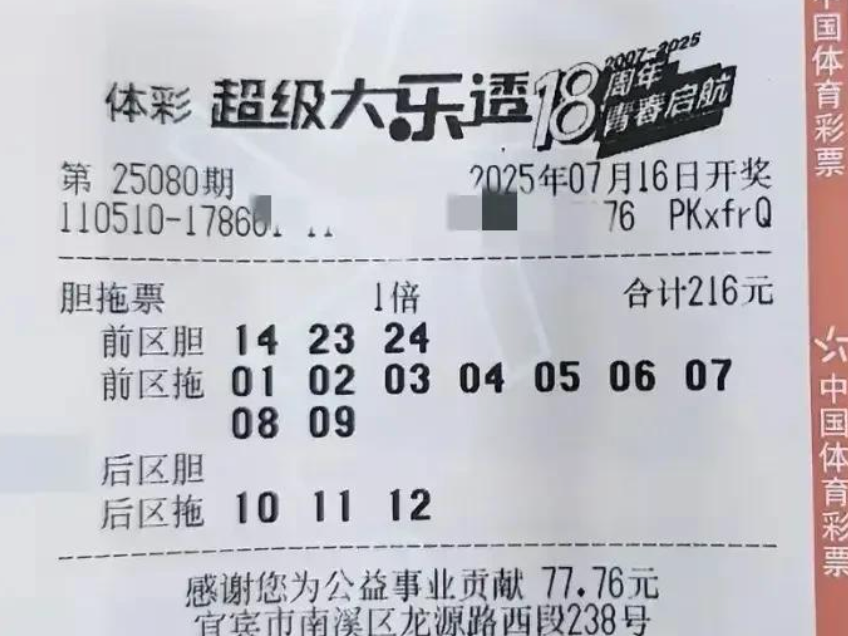 体彩 超级大乐透 18周年 2007-2025 青春启航
第 25080期 2025年07月16日开奖
110510-17866 76 PKxfrQ
胆拖票 1倍 合计216元
前区胆 14 23 24
前区拖 01 02 03 04 05 06 07
08 09
后区胆
后区拖 10 11 12
感谢您为公益事业贡献 77.76元
宜宾市南溪区龙源路西段238号
中国体育彩票
中国体育彩票